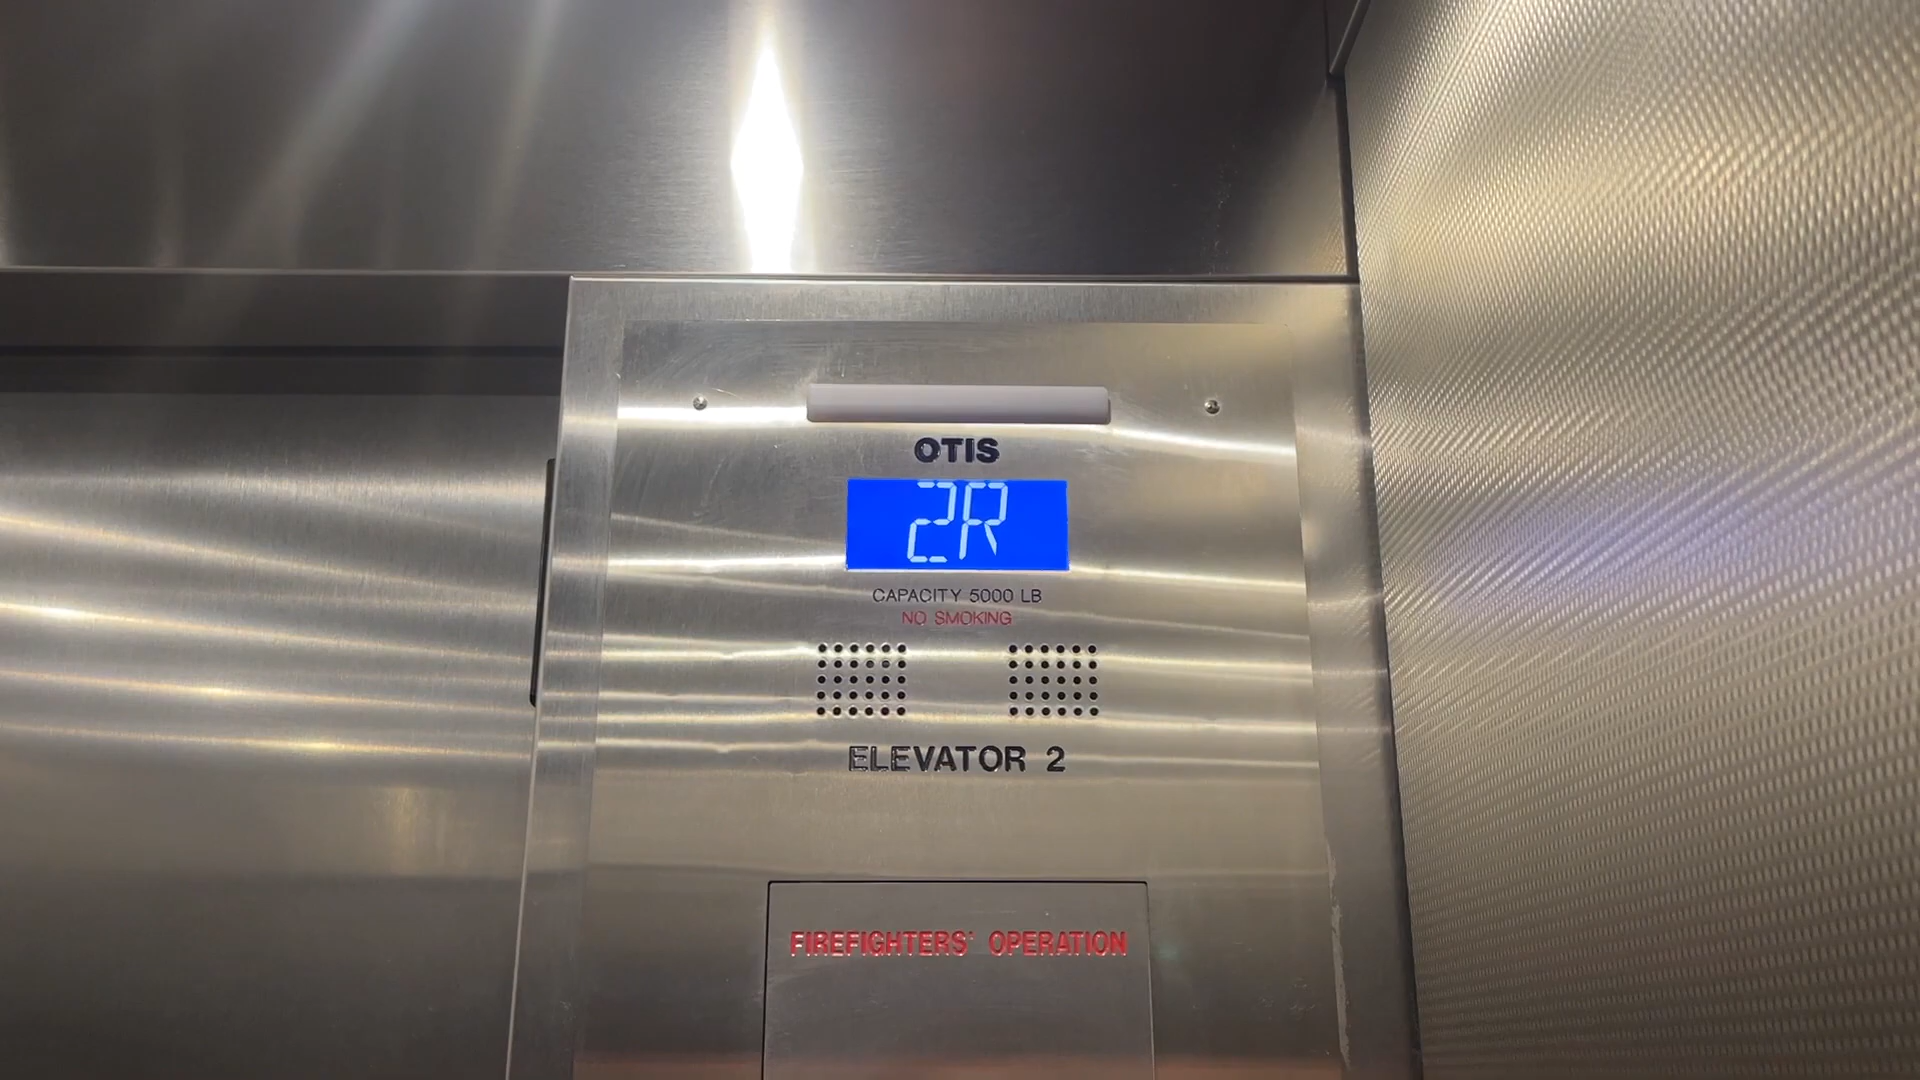 OTIS
2R
CAPACITY 5000 LB
NO SMOKING
ELEVATOR 2
FIREFIGHTERS' OPERATION